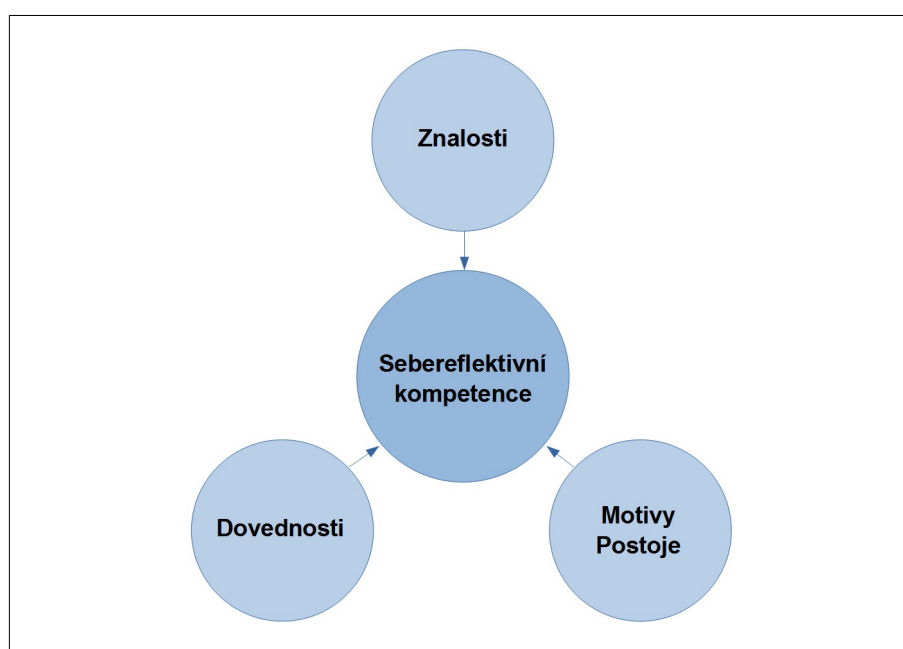 Znalosti
Sebereflektivní
kompetence
Dovednosti
Motivy
Postoje